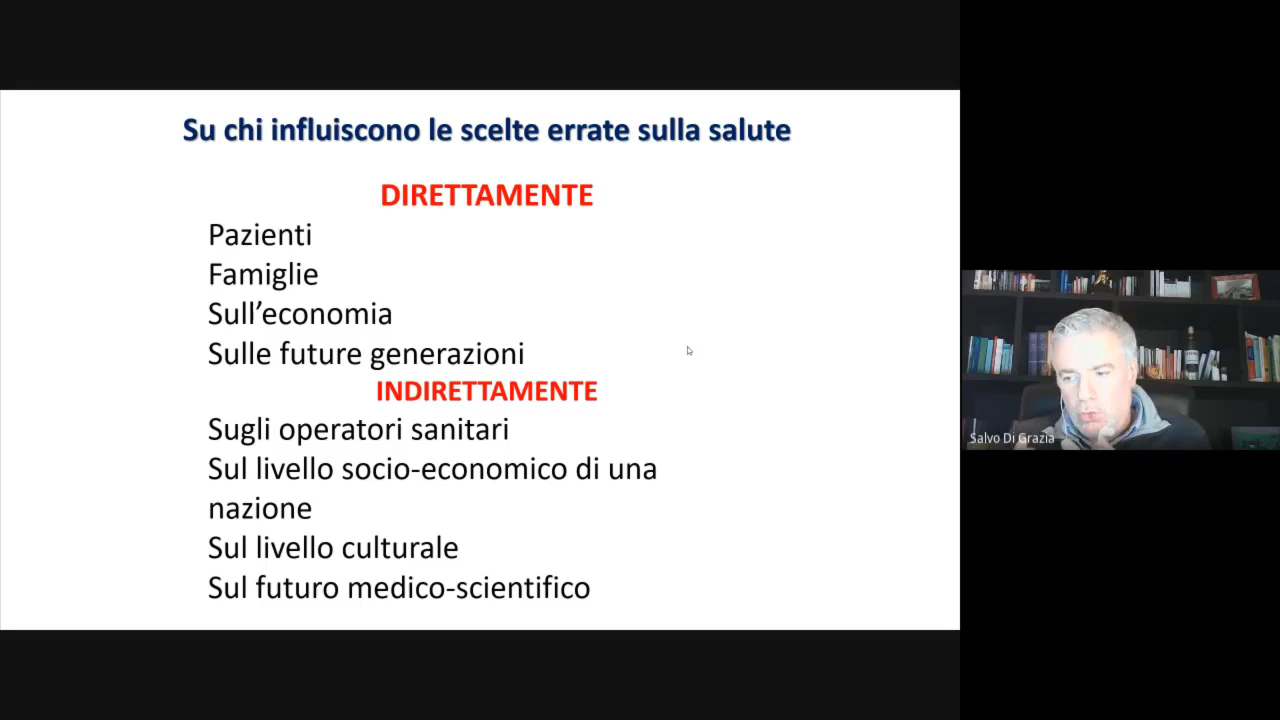 Su chi influiscono le scelte errate sulla salute
DIRETTAMENTE
Pazienti
Famiglie
Sull’economia
Sulle future generazioni
INDIRETTAMENTE
Sugli operatori sanitari
Sul livello socio-economico di una
nazione
Sul livello culturale
Sul futuro medico-scientifico
Salvo Di Grazia